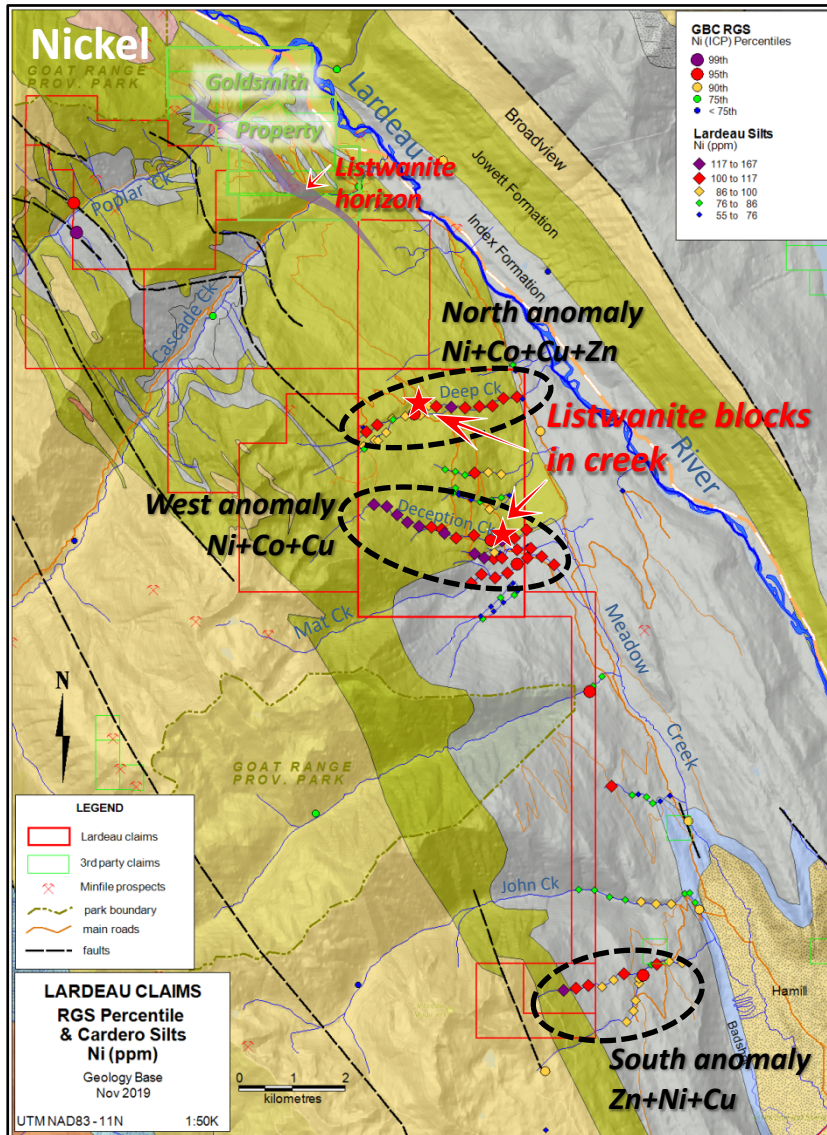 Nickel
GOAT RANGE
PROV. PARK
Goldsmith
Property
Lardeau
River
Broadview
Jowett Formation
Index Formation
GBC RGS
Ni (ICP) Percentiles
99th
95th
90th
75th
< 75th
Lardeau Silts
Ni (ppm)
117 to 167
100 to 117
86 to 100
76 to 86
55 to 76
Listwanite
horizon
Poplar Ck
Cascade Ck
North anomaly
Ni+Co+Cu+Zn
Deep Ck
Listwanite blocks
in creek
West anomaly
Ni+Co+Cu
Deception Ck
Mat Ck
Meadow
Creek
N
GOAT RANGE
PROV. PARK
LEGEND
Lardeau claims
3rd party claims
Minfile prospects
park boundary
main roads
faults
John Ck
Hamill
South anomaly
Zn+Ni+Cu
LARDEAU CLAIMS
RGS Percentile
& Cardero Silts
Ni (ppm)
Geology Base
Nov 2019
UTM NAD83 - 11N 1:50K
0 1 2
kilometres